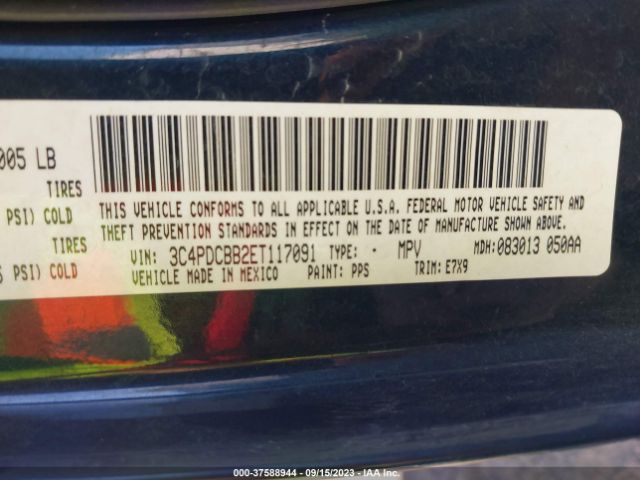 005 LB
TIRES
PSI) COLD
TIRES
PSI) COLD
THIS VEHICLE CONFORMS TO ALL APPLICABLE U.S.A. FEDERAL MOTOR VEHICLE SAFETY AND
THEFT PREVENTION STANDARDS IN EFFECT ON THE DATE OF MANUFACTURE SHOWN ABOVE.
VIN: 3C4PDCBB2ET117091 TYPE: - MPV MDH: 083013 050AA
VEHICLE MADE IN MEXICO PAINT: PPS TRIM: E7X9
000-37588944 - 09/15/2023 - IAA Inc.